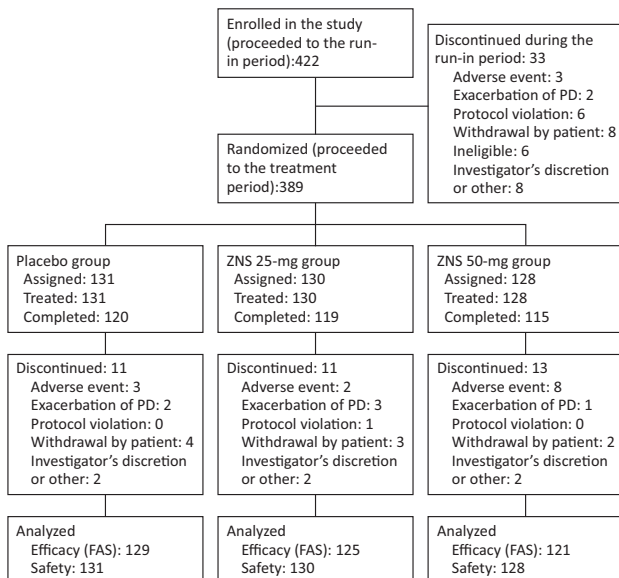 Enrolled in the study
(proceeded to the run-
in period):422
Discontinued during the
run-in period: 33
Adverse event: 3
Exacerbation of PD: 2
Protocol violation: 6
Withdrawal by patient: 8
Ineligible: 6
Investigator's discretion
or other: 8
Randomized (proceeded
to the treatment
period):389
Placebo group
Assigned: 131
Treated: 131
Completed: 120
ZNS 25-mg group
Assigned: 130
Treated: 130
Completed: 119
ZNS 50-mg group
Assigned: 128
Treated: 128
Completed: 115
Discontinued: 11
Adverse event: 3
Exacerbation of PD: 2
Protocol violation: 0
Withdrawal by patient: 4
Investigator's discretion
or other: 2
Discontinued: 11
Adverse event: 2
Exacerbation of PD: 3
Protocol violation: 1
Withdrawal by patient: 3
Investigator's discretion
or other: 2
Discontinued: 13
Adverse event: 8
Exacerbation of PD: 1
Protocol violation: 0
Withdrawal by patient: 2
Investigator's discretion
or other: 2
Analyzed
Efficacy (FAS): 129
Safety: 131
Analyzed
Efficacy (FAS): 125
Safety: 130
Analyzed
Efficacy (FAS): 121
Safety: 128